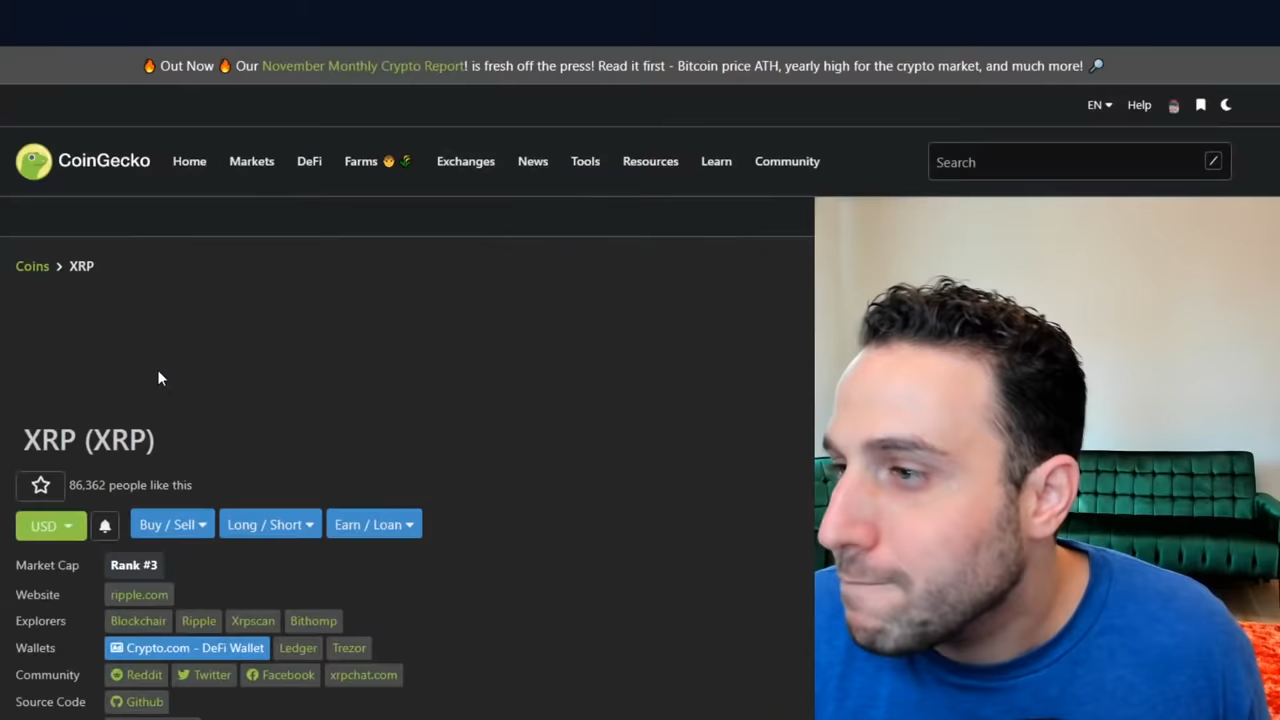 Out Now Our November Monthly Crypto Report! is fresh off the press! Read it first - Bitcoin price ATH, yearly high for the crypto market, and much more!
EN Help
CoinGecko Home Markets DeFi Farms Exchanges News Tools Resources Learn Community Search /
Coins > XRP
XRP (XRP)
86,362 people like this
USD Buy / Sell Long / Short Earn / Loan
Market Cap Rank #3
Website ripple.com
Explorers Blockchair Ripple Xrpscan Bithomp
Wallets Crypto.com - DeFi Wallet Ledger Trezor
Community Reddit Twitter Facebook xrpchat.com
Source Code Github